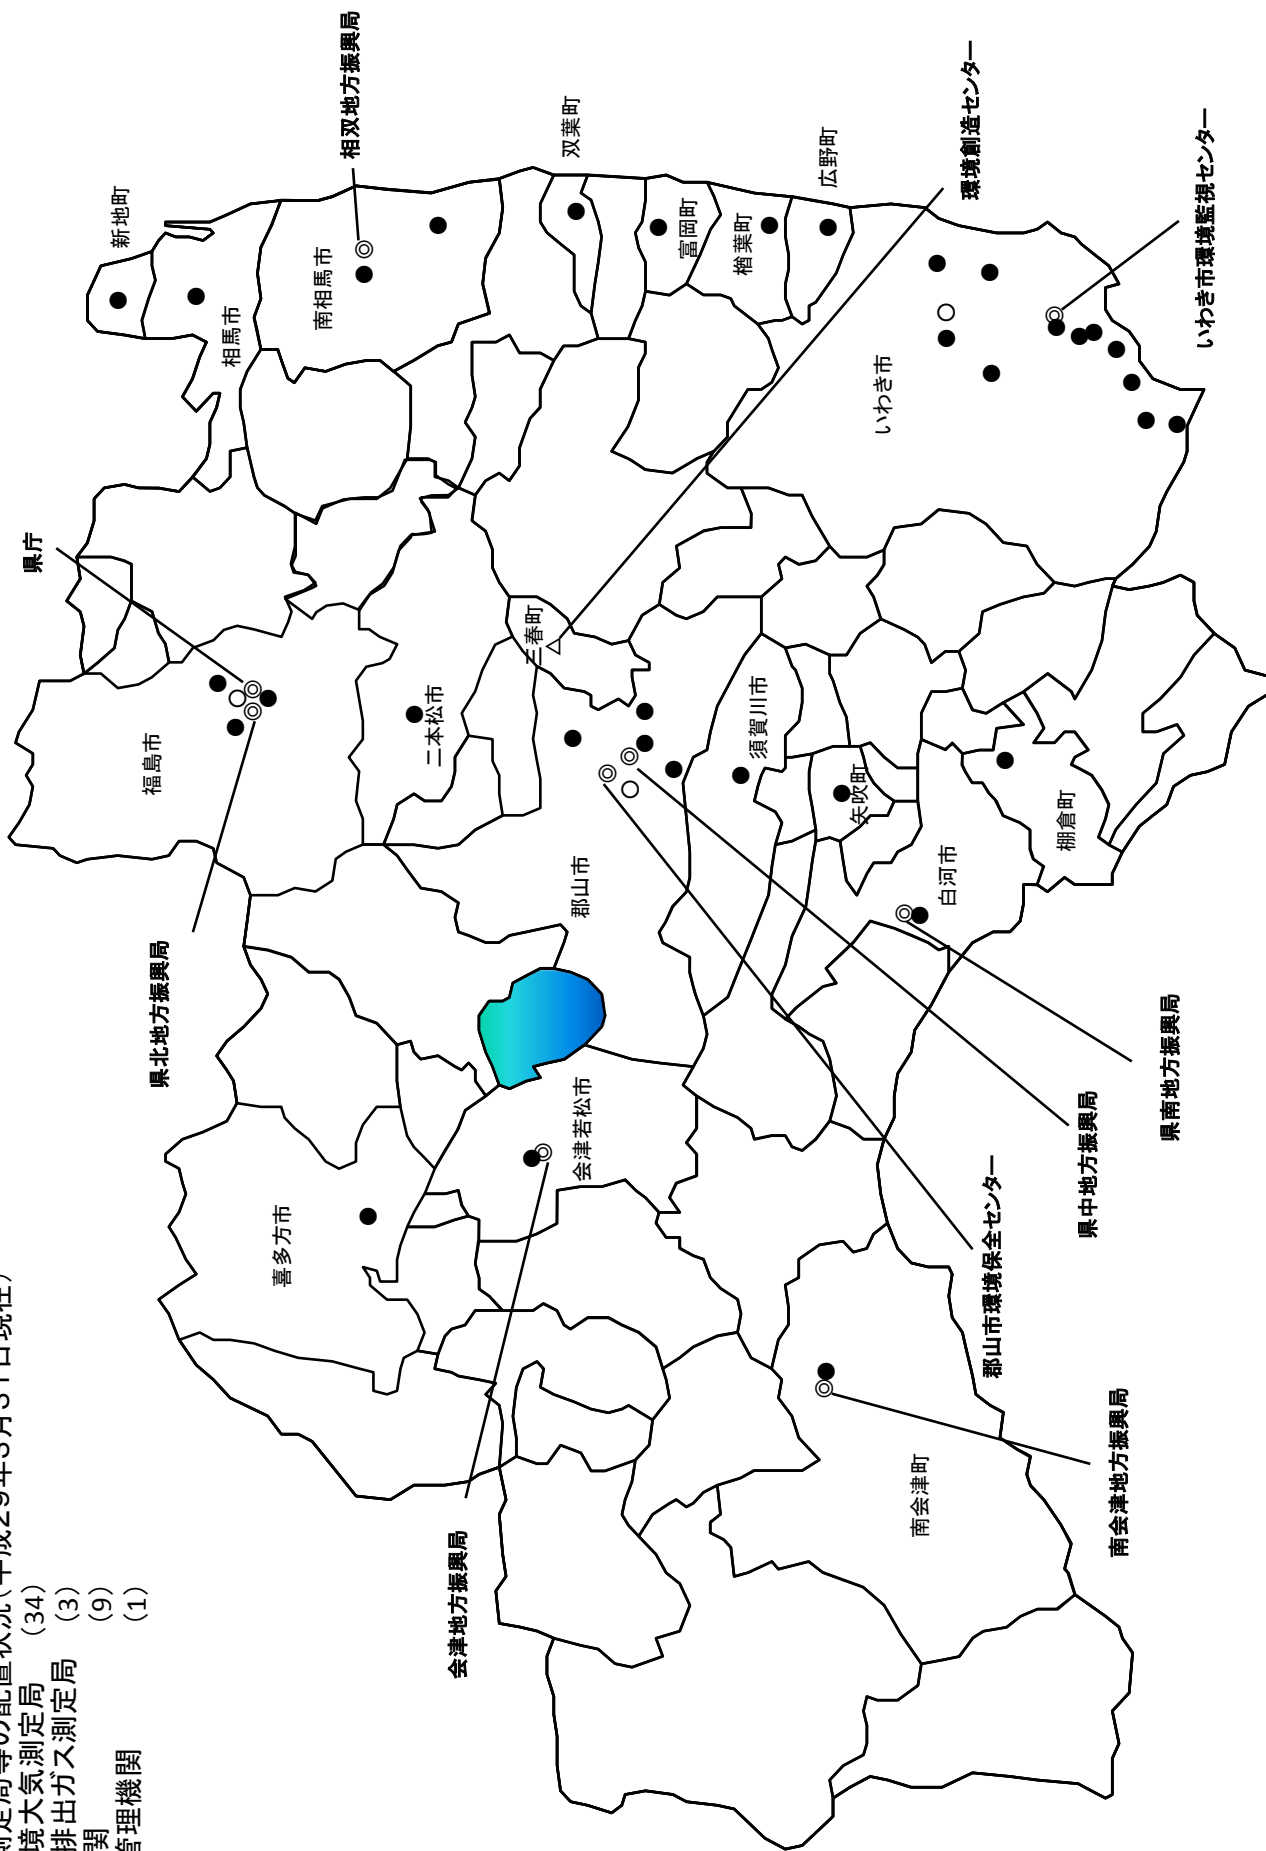 測定局等の配置状況(平成29年3月31日現在)
境大気測定局 (34)
排出ガス測定局 (3)
関 (9)
管理機関 (1)
県庁
新地町
相馬市
相双地方振興局
南相馬市
福島市
県北地方振興局
二本松市
双葉町
富岡町
楢葉町
広野町
三春町
環境創造センター
喜多方市
会津若松市
会津地方振興局
郡山市
須賀川市
矢吹町
いわき市
いわき市環境監視センター
白河市
棚倉町
県南地方振興局
県中地方振興局
郡山市環境保全センター
南会津町
南会津地方振興局